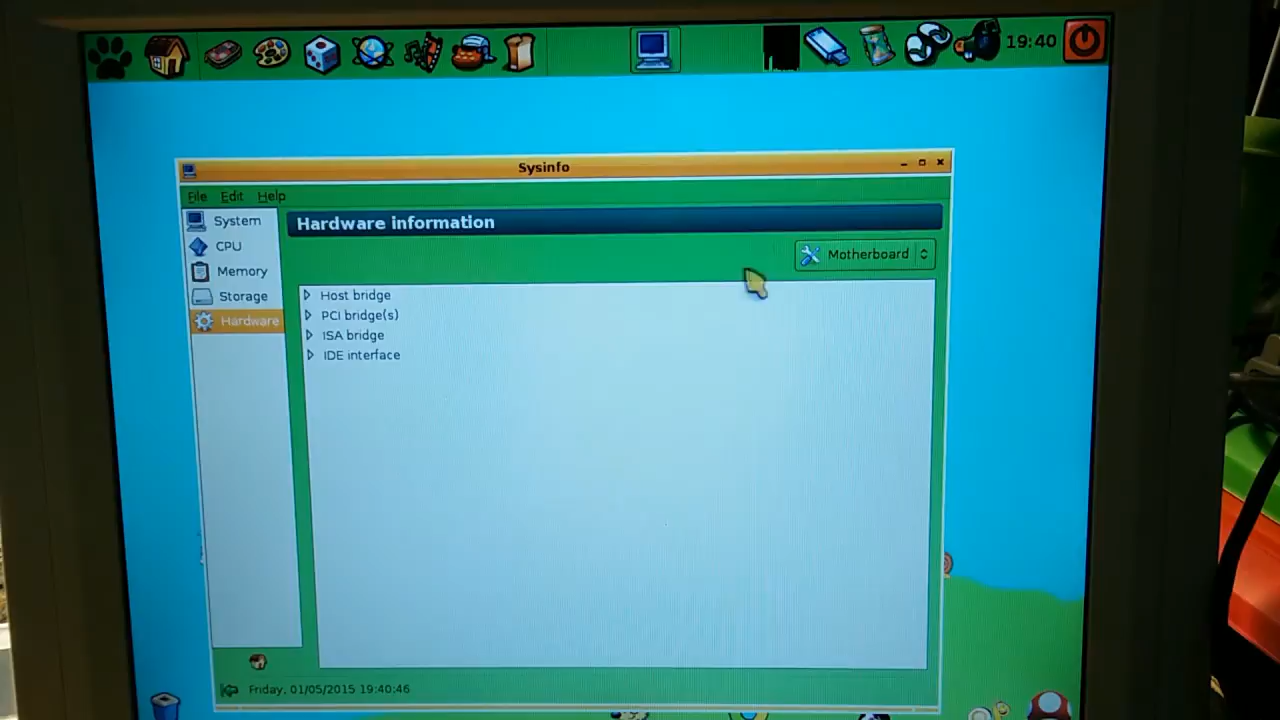 19:40
Sysinfo
File Edit Help
System
CPU
Memory
Storage
Hardware
Hardware information
Motherboard
Host bridge
PCI bridge(s)
ISA bridge
IDE interface
Friday, 01/05/2015 19:40:46